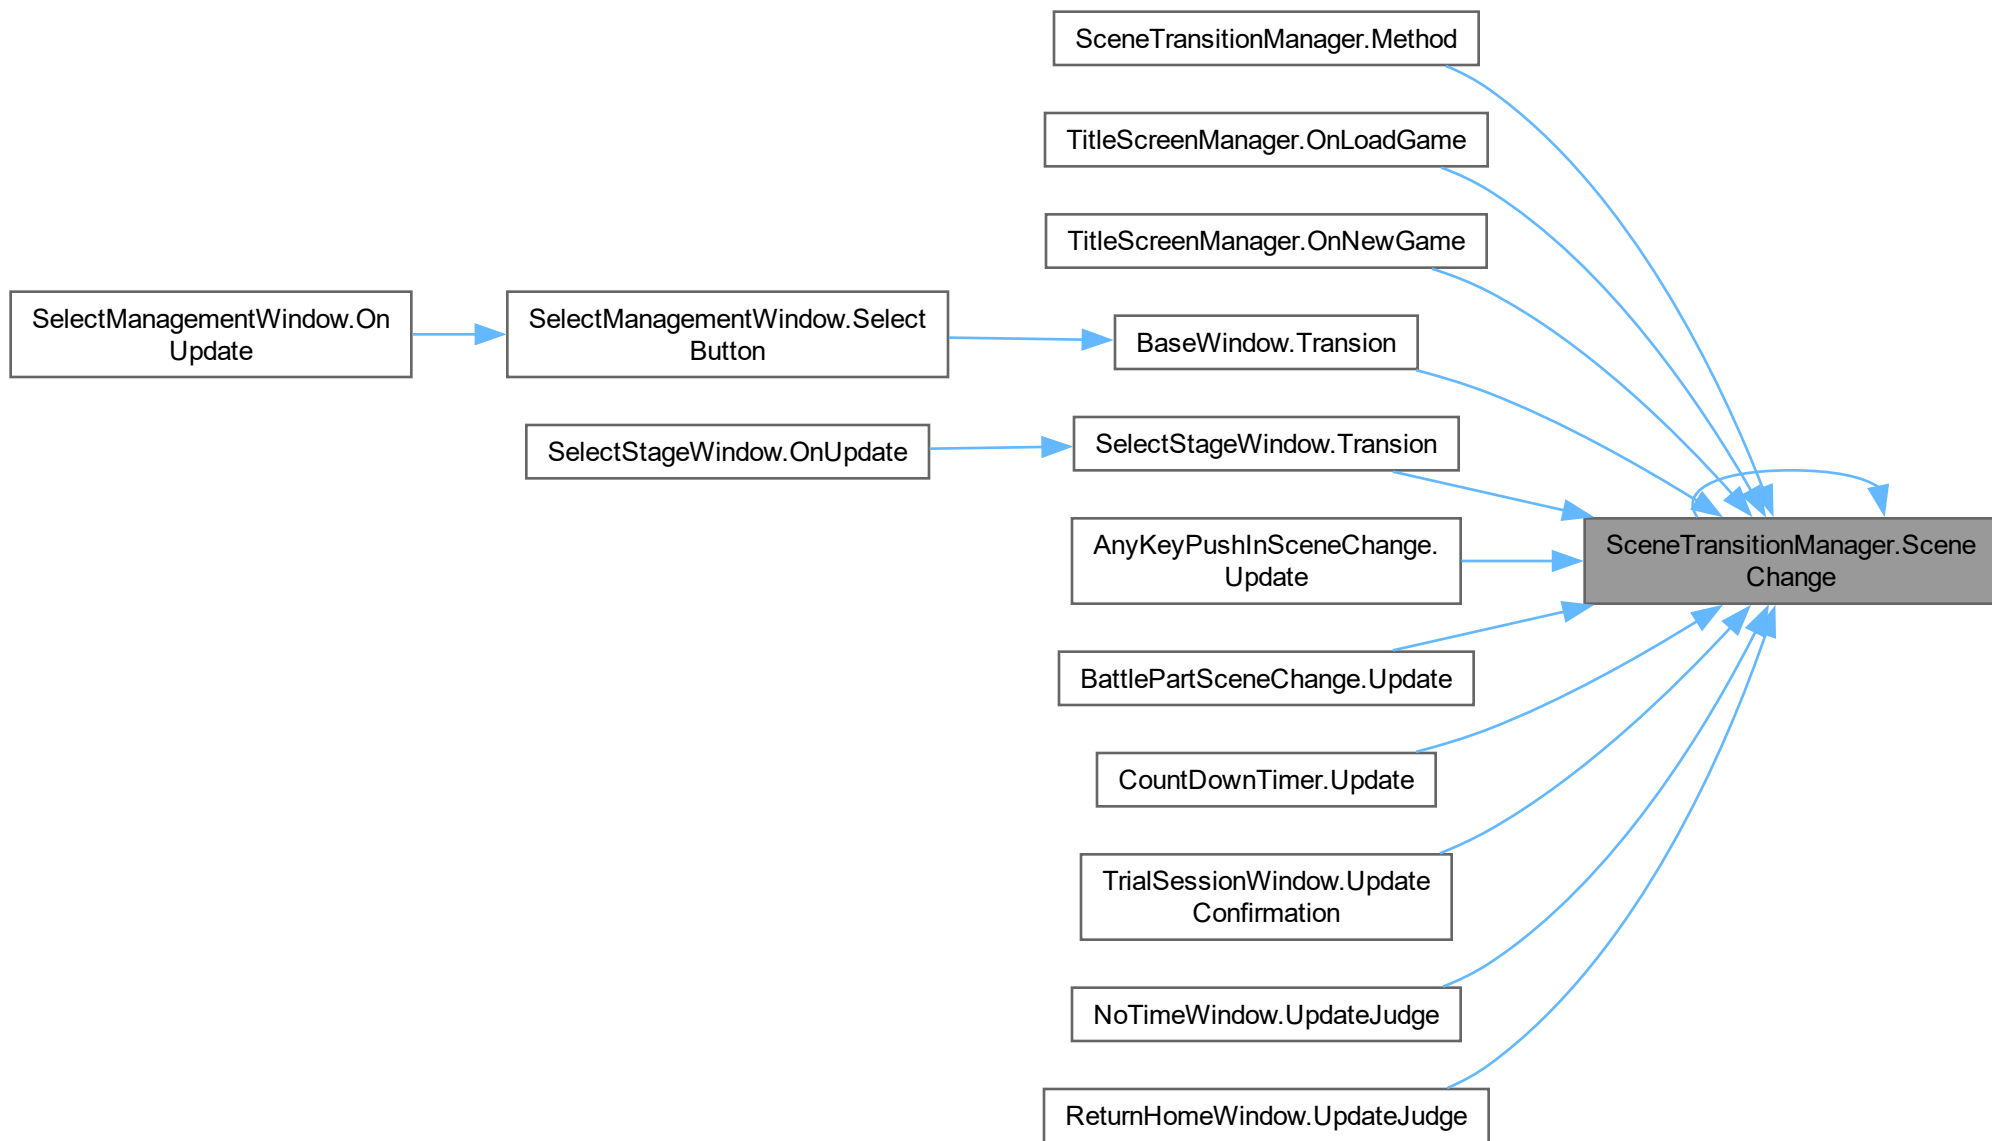 SceneTransitionManager.Method
TitleScreenManager.OnLoadGame
TitleScreenManager.OnNewGame
SelectManagementWindow.On
Update
SelectManagementWindow.Select
Button
BaseWindow.Transion
SelectStageWindow.OnUpdate
SelectStageWindow.Transion
AnyKeyPushInSceneChange.
Update
SceneTransitionManager.Scene
Change
BattlePartSceneChange.Update
CountDownTimer.Update
TrialSessionWindow.Update
Confirmation
NoTimeWindow.UpdateJudge
ReturnHomeWindow.UpdateJudge